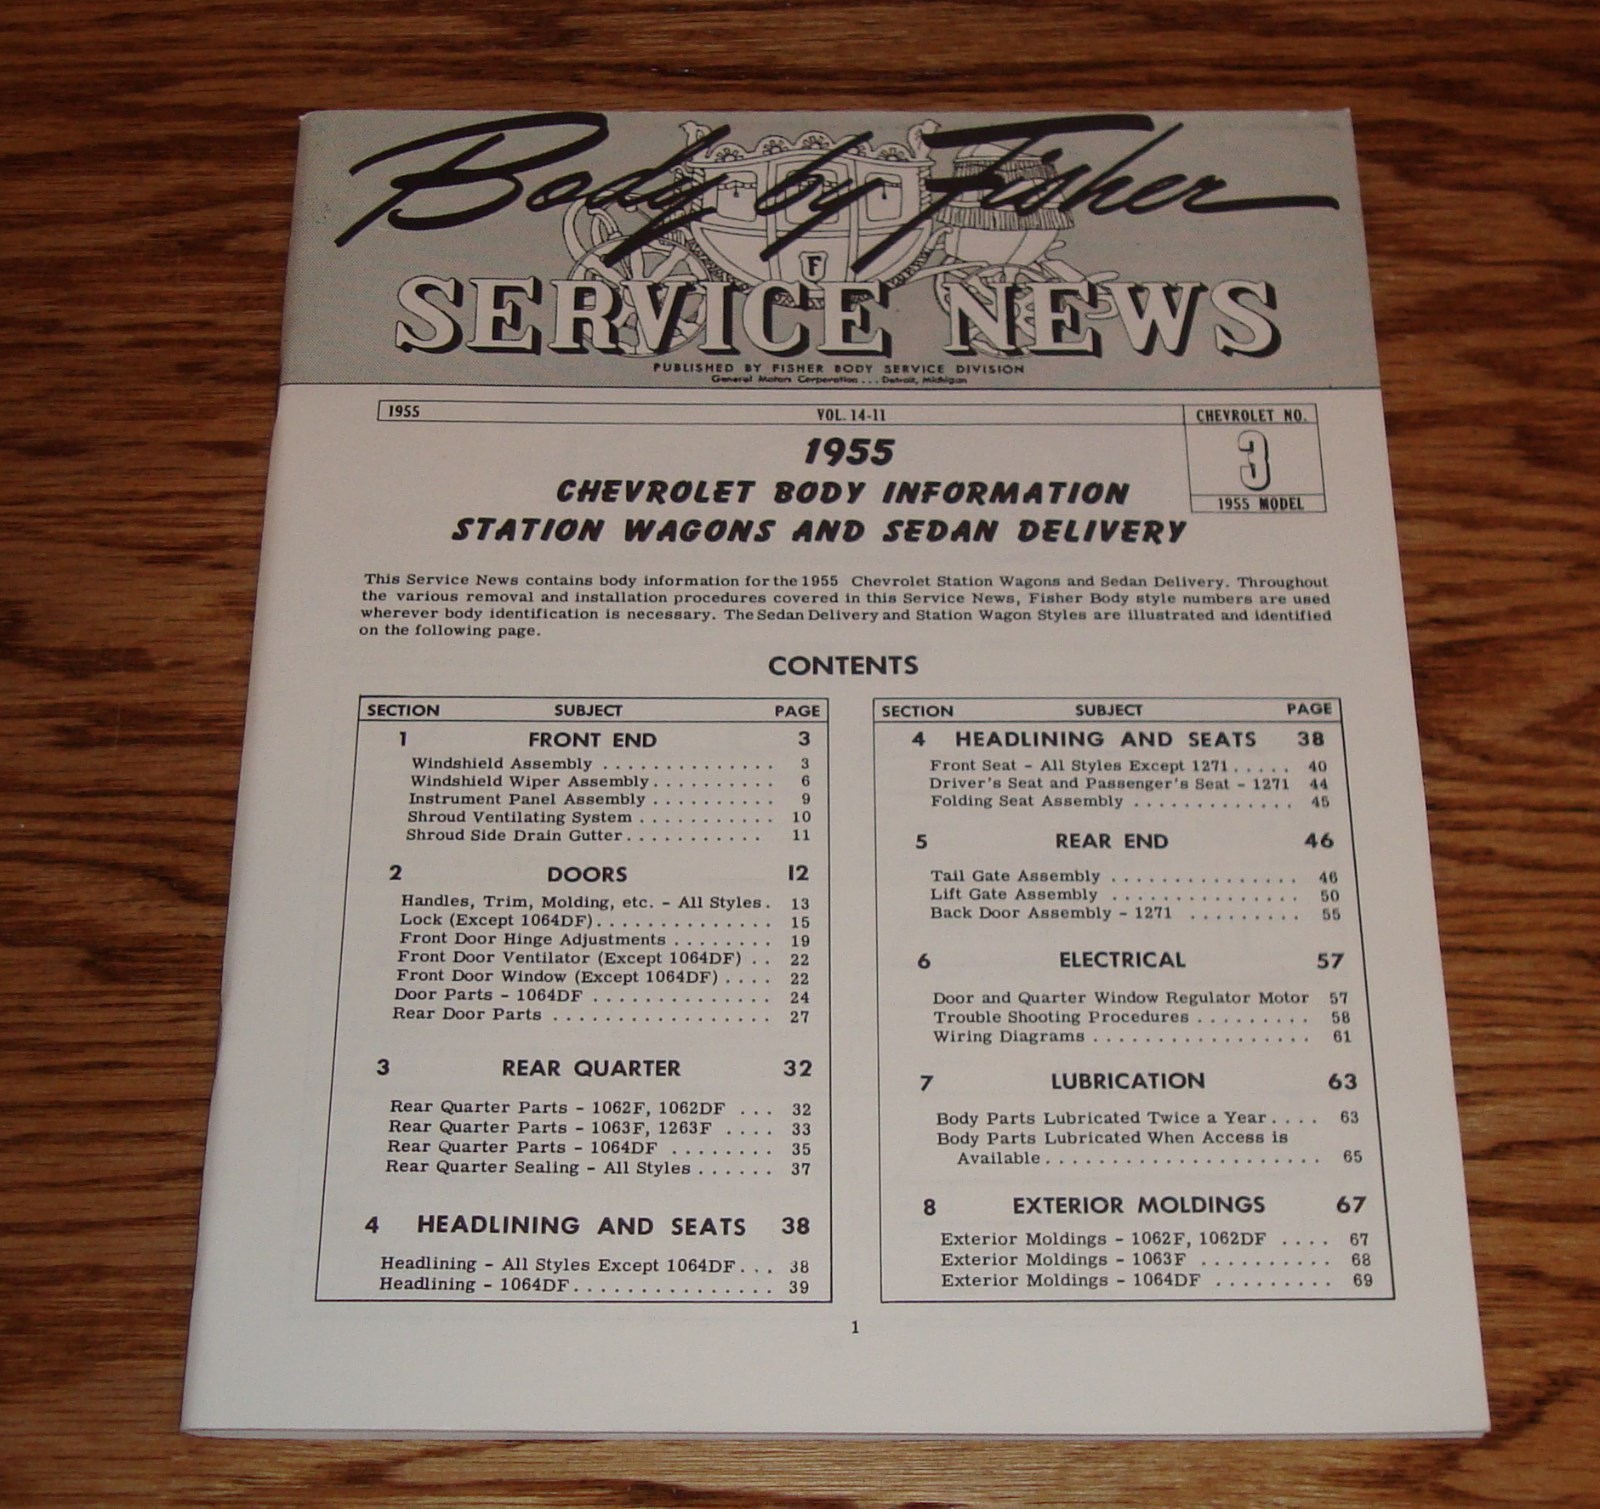 Body by Fisher
F
SERVICE NEWS
PUBLISHED BY FISHER BODY SERVICE DIVISION
General Motors Corporation ... Detroit, Michigan
1955 VOL. 14-11 CHEVROLET NO.
3
1955 MODEL
1955
CHEVROLET BODY INFORMATION
STATION WAGONS AND SEDAN DELIVERY
This Service News contains body information for the 1955 Chevrolet Station Wagons and Sedan Delivery. Throughout
the various removal and installation procedures covered in this Service News, Fisher Body style numbers are used
wherever body identification is necessary. The Sedan Delivery and Station Wagon Styles are illustrated and identified
on the following page.
CONTENTS
SECTION SUBJECT PAGE
1 FRONT END 3
Windshield Assembly . . . . . . . . . . . . . . 3
Windshield Wiper Assembly . . . . . . . . . . 6
Instrument Panel Assembly . . . . . . . . . . 9
Shroud Ventilating System . . . . . . . . . . . 10
Shroud Side Drain Gutter . . . . . . . . . . . 11
2 DOORS 12
Handles, Trim, Molding, etc. - All Styles . 13
Lock (Except 1064DF) . . . . . . . . . . . . . . 15
Front Door Hinge Adjustments . . . . . . . . 19
Front Door Ventilator (Except 1064DF) . . 22
Front Door Window (Except 1064DF) . . . . 22
Door Parts - 1064DF . . . . . . . . . . . . . . 24
Rear Door Parts . . . . . . . . . . . . . . . . . 27
3 REAR QUARTER 32
Rear Quarter Parts - 1062F, 1062DF . . . 32
Rear Quarter Parts - 1063F, 1263F . . . . 33
Rear Quarter Parts - 1064DF . . . . . . . . 35
Rear Quarter Sealing - All Styles . . . . . . 37
4 HEADLINING AND SEATS 38
Headlining - All Styles Except 1064DF . . . 38
Headlining - 1064DF . . . . . . . . . . . . . . . 39
SECTION SUBJECT PAGE
4 HEADLINING AND SEATS 38
Front Seat - All Styles Except 1271 . . . . . 40
Driver's Seat and Passenger's Seat - 1271 44
Folding Seat Assembly . . . . . . . . . . . . . 45
5 REAR END 46
Tail Gate Assembly . . . . . . . . . . . . . . . 46
Lift Gate Assembly . . . . . . . . . . . . . . . 50
Back Door Assembly - 1271 . . . . . . . . . 55
6 ELECTRICAL 57
Door and Quarter Window Regulator Motor 57
Trouble Shooting Procedures . . . . . . . . . 58
Wiring Diagrams . . . . . . . . . . . . . . . . . 61
7 LUBRICATION 63
Body Parts Lubricated Twice a Year . . . . 63
Body Parts Lubricated When Access is
Available . . . . . . . . . . . . . . . . . . . . . 65
8 EXTERIOR MOLDINGS 67
Exterior Moldings - 1062F, 1062DF . . . . 67
Exterior Moldings - 1063F . . . . . . . . . . 68
Exterior Moldings - 1064DF . . . . . . . . . 69
1